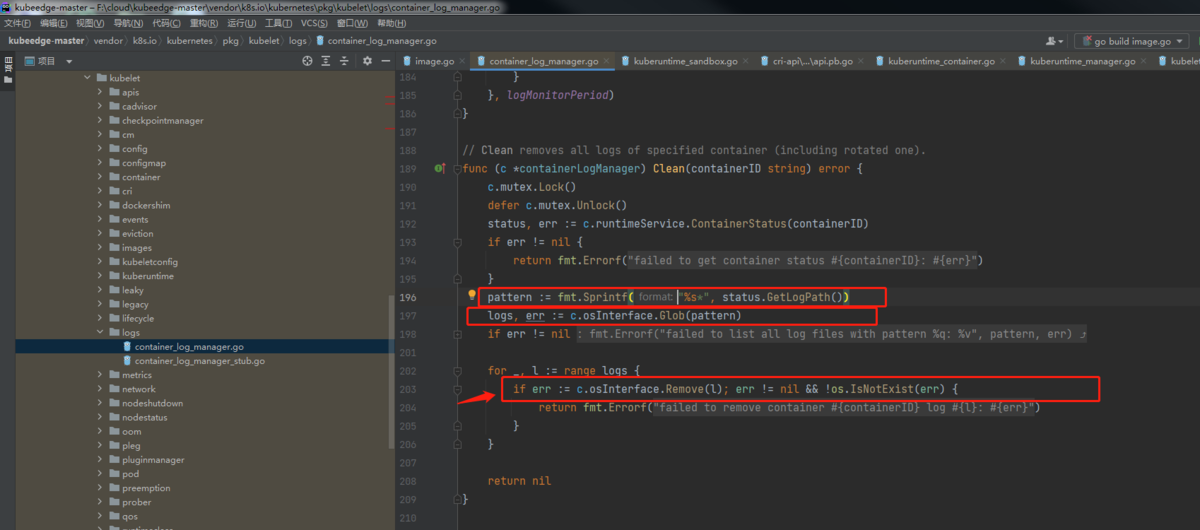 kubeedge-master – F:\cloud\kubeedge-master\vendor\k8s.io\kubernetes\pkg\kubelet\logs\container_log_manager.go
文件(F) 编辑(E) 视图(V) 导航(N) 代码(C) 重构(R) 运行(U) 工具(T) VCS(S) 窗口(W) 帮助(H)
kubeedge-master vendor k8s.io kubernetes pkg kubelet logs container_log_manager.go go build image.go
项目 image.go container_log_manager.go kuberuntime_sandbox.go cri-api\...\api.pb.go kuberuntime_container.go kuberuntime_manager.go kubelet
项目
kubelet
apis
cadvisor
checkpointmanager
cm
config
configmap
container
cri
dockershim
events
eviction
images
kubeletconfig
kuberuntime
leaky
legacy
lifecycle
logs
container_log_manager.go
container_log_manager_stub.go
metrics
network
nodeshutdown
nodestatus
oom
pleg
pluginmanager
pod
preemption
prober
qos
184 }
185 }, logMonitorPeriod)
186 }
187
188 // Clean removes all logs of specified container (including rotated one).
189 func (c *containerLogManager) Clean(containerID string) error {
190 c.mutex.Lock()
191 defer c.mutex.Unlock()
192 status, err := c.runtimeService.ContainerStatus(containerID)
193 if err != nil {
194 return fmt.Errorf("failed to get container status #{containerID}: #{err}")
195 }
196 pattern := fmt.Sprintf( format: "%s*", status.GetLogPath())
197 logs, err := c.osInterface.Glob(pattern)
198 if err != nil : fmt.Errorf("failed to list all log files with pattern %q: %v", pattern, err)
201
202 for _, l := range logs {
203 if err := c.osInterface.Remove(l); err != nil && !os.IsNotExist(err) {
204 return fmt.Errorf("failed to remove container #{containerID} log #{l}: #{err}")
205 }
206 }
207
208 return nil
209 }
210